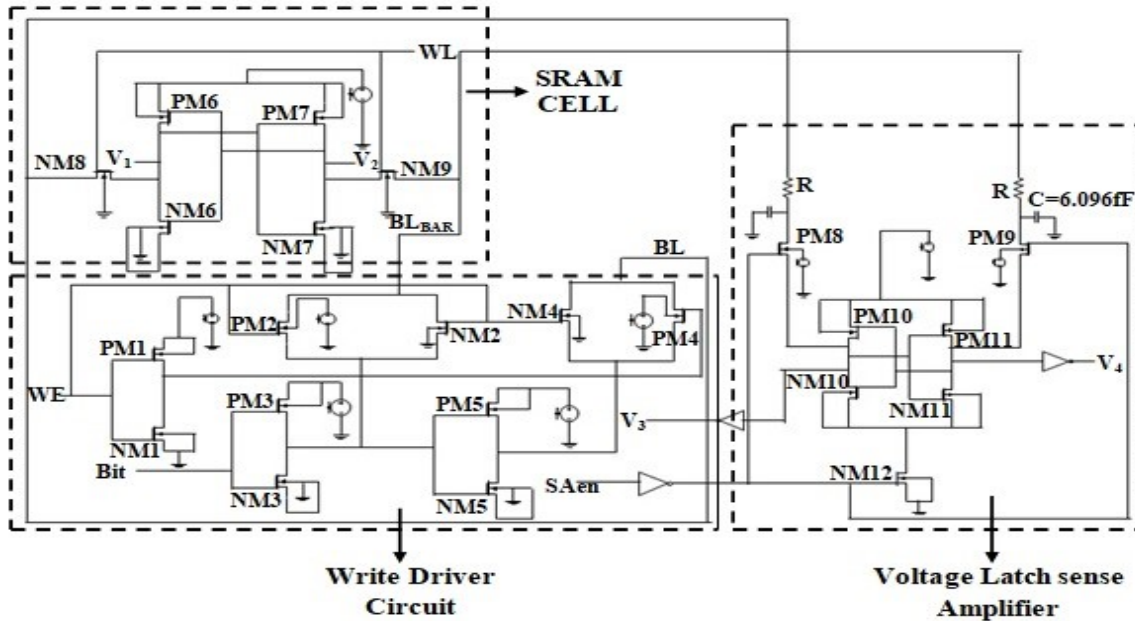 WL
SRAM
CELL
PM6
PM7
V1
V2
NM8
NM9
NM6
NM7
BLBAR
BL
R
R
C=6.096fF
PM8
PM9
PM2
NM2
NM4
PM4
PM1
PM10
PM11
WE
PM3
PM5
V3
V4
NM10
NM11
NM1
Bit
NM3
NM5
SAen
NM12
Write Driver
Circuit
Voltage Latch sense
Amplifier